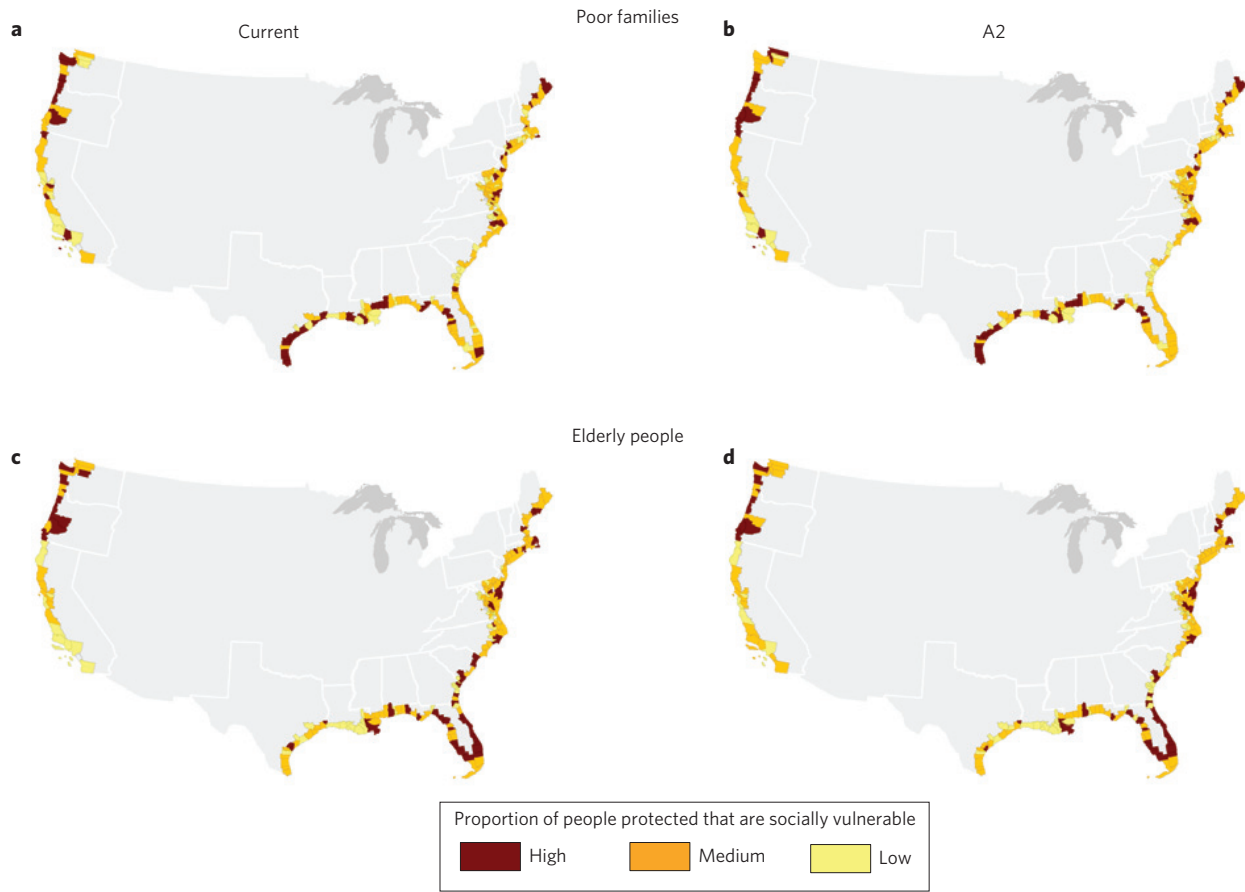 Poor families
a
Current
b
A2
Elderly people
c
d
Proportion of people protected that are socially vulnerable
High
Medium
Low